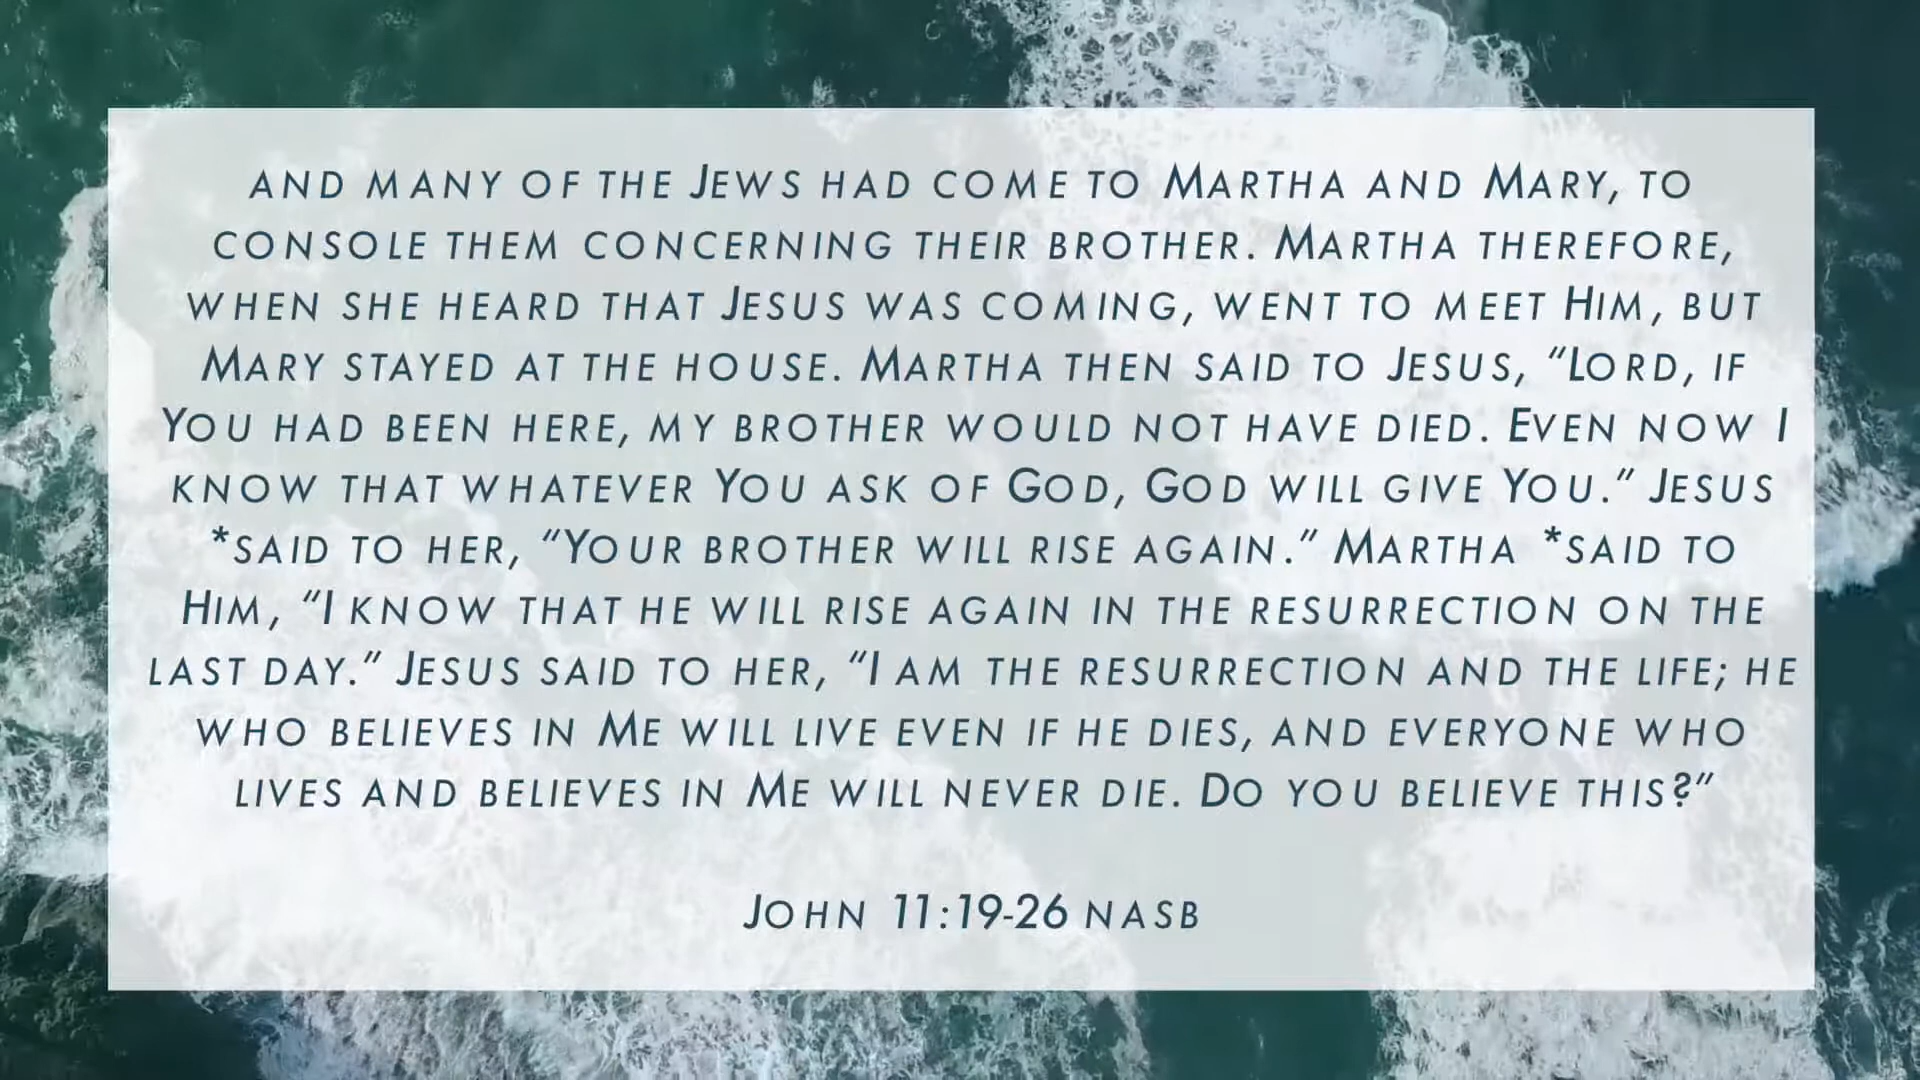 AND MANY OF THE JEWS HAD COME TO MARTHA AND MARY, TO
CONSOLE THEM CONCERNING THEIR BROTHER. MARTHA THEREFORE,
WHEN SHE HEARD THAT JESUS WAS COMING, WENT TO MEET HIM, BUT
MARY STAYED AT THE HOUSE. MARTHA THEN SAID TO JESUS, “LORD, IF
YOU HAD BEEN HERE, MY BROTHER WOULD NOT HAVE DIED. EVEN NOW I
KNOW THAT WHATEVER YOU ASK OF GOD, GOD WILL GIVE YOU.” JESUS
*SAID TO HER, “YOUR BROTHER WILL RISE AGAIN.” MARTHA *SAID TO
HIM, “I KNOW THAT HE WILL RISE AGAIN IN THE RESURRECTION ON THE
LAST DAY.” JESUS SAID TO HER, “I AM THE RESURRECTION AND THE LIFE; HE
WHO BELIEVES IN ME WILL LIVE EVEN IF HE DIES, AND EVERYONE WHO
LIVES AND BELIEVES IN ME WILL NEVER DIE. DO YOU BELIEVE THIS?”
JOHN 11:19-26 NASB